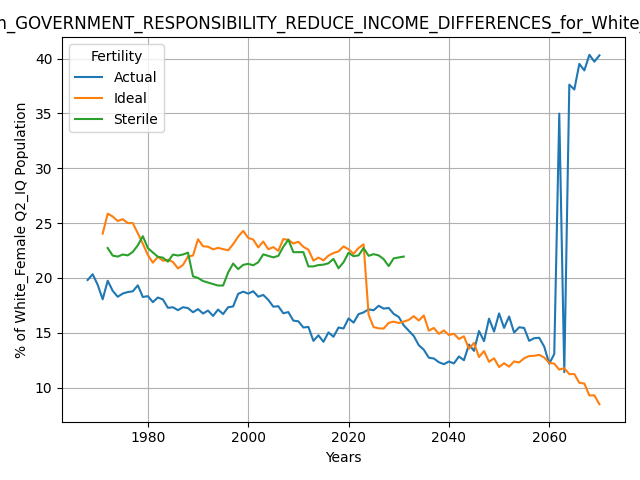 n_GOVERNMENT_RESPONSIBILITY_REDUCE_INCOME_DIFFERENCES_for_White_
Fertility
Actual
Ideal
Sterile
% of White_Female Q2_IQ Population
40
35
30
25
20
15
10
1980 2000 2020 2040 2060
Years